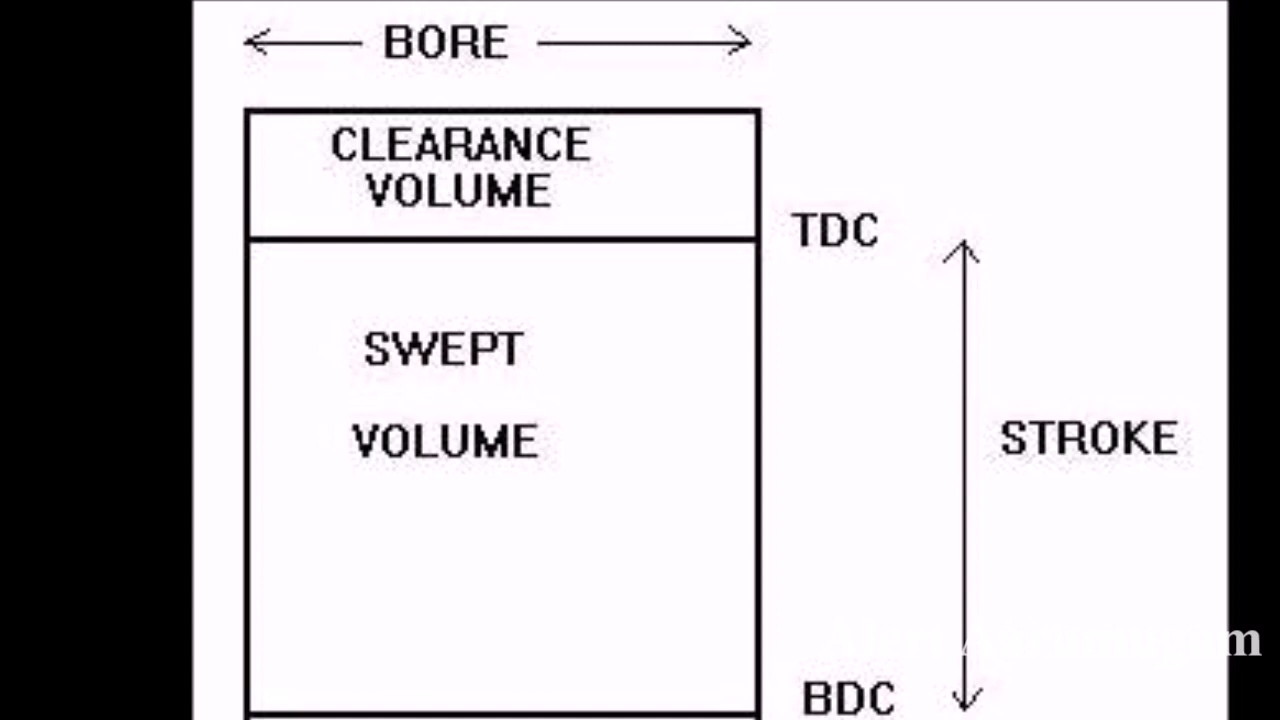 BORE
CLEARANCE
VOLUME
TDC
SWEPT
VOLUME
STROKE
BDC